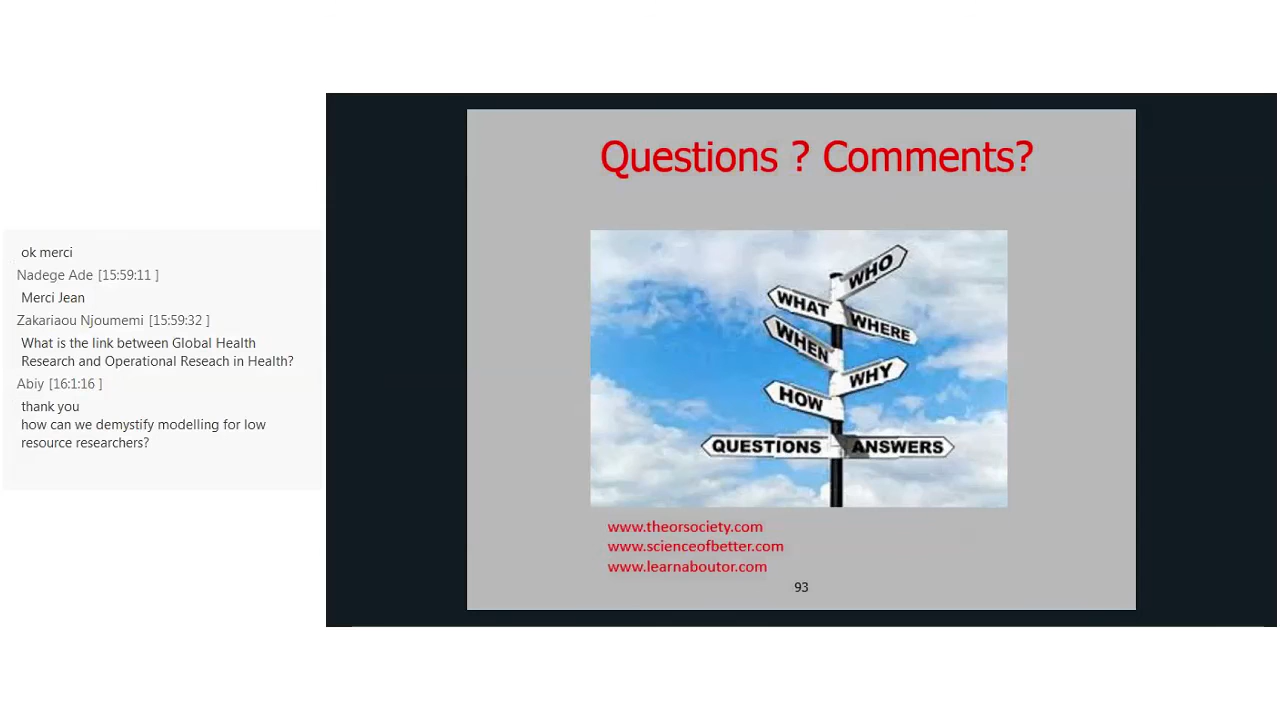 ok merci
Nadege Ade [15:59:11 ]
Merci Jean
Zakariaou Njoumemi [15:59:32 ]
What is the link between Global Health
Research and Operational Reseach in Health?
Abiy [16:1:16 ]
thank you
how can we demystify modelling for low
resource researchers?
Questions ? Comments?
WHO
WHAT
WHERE
WHEN
WHY
HOW
QUESTIONS
ANSWERS
www.theorsociety.com
www.scienceofbetter.com
www.learnaboutor.com
93